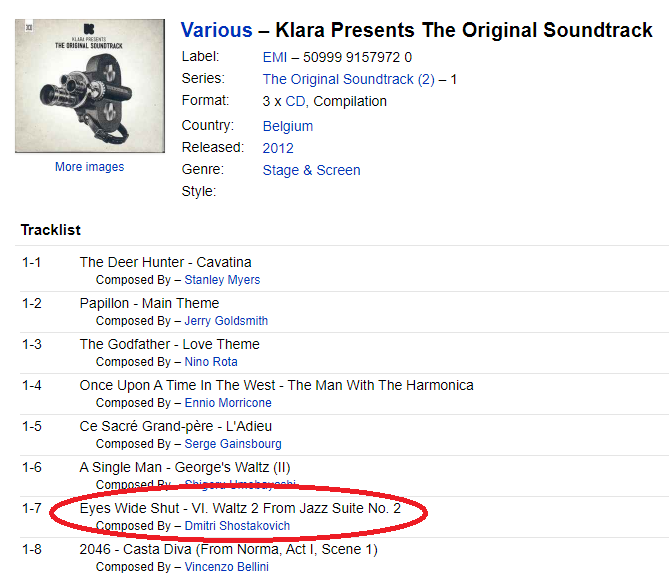 KLARA PRESENTS
THE ORIGINAL SOUNDTRACK
More images
Various – Klara Presents The Original Soundtrack
Label: EMI – 50999 9157972 0
Series: The Original Soundtrack (2) – 1
Format: 3 x CD, Compilation
Country: Belgium
Released: 2012
Genre: Stage & Screen
Style:
Tracklist
1-1 The Deer Hunter - Cavatina
Composed By – Stanley Myers
1-2 Papillon - Main Theme
Composed By – Jerry Goldsmith
1-3 The Godfather - Love Theme
Composed By – Nino Rota
1-4 Once Upon A Time In The West - The Man With The Harmonica
Composed By – Ennio Morricone
1-5 Ce Sacré Grand-père - L'Adieu
Composed By – Serge Gainsbourg
1-6 A Single Man - George's Waltz (II)
Composed By – Shigeru Umebayashi
1-7 Eyes Wide Shut - VI. Waltz 2 From Jazz Suite No. 2
Composed By – Dmitri Shostakovich
1-8 2046 - Casta Diva (From Norma, Act I, Scene 1)
Composed By – Vincenzo Bellini